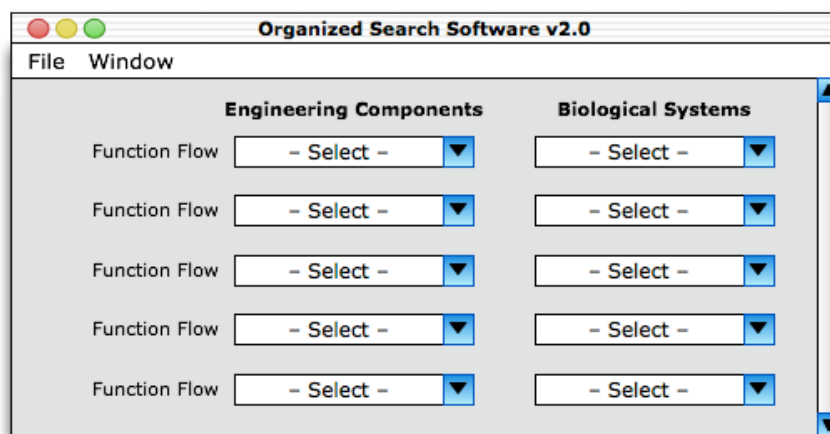 Organized Search Software v2.0
File Window
Engineering Components Biological Systems
Function Flow – Select – – Select –
Function Flow – Select – – Select –
Function Flow – Select – – Select –
Function Flow – Select – – Select –
Function Flow – Select – – Select –